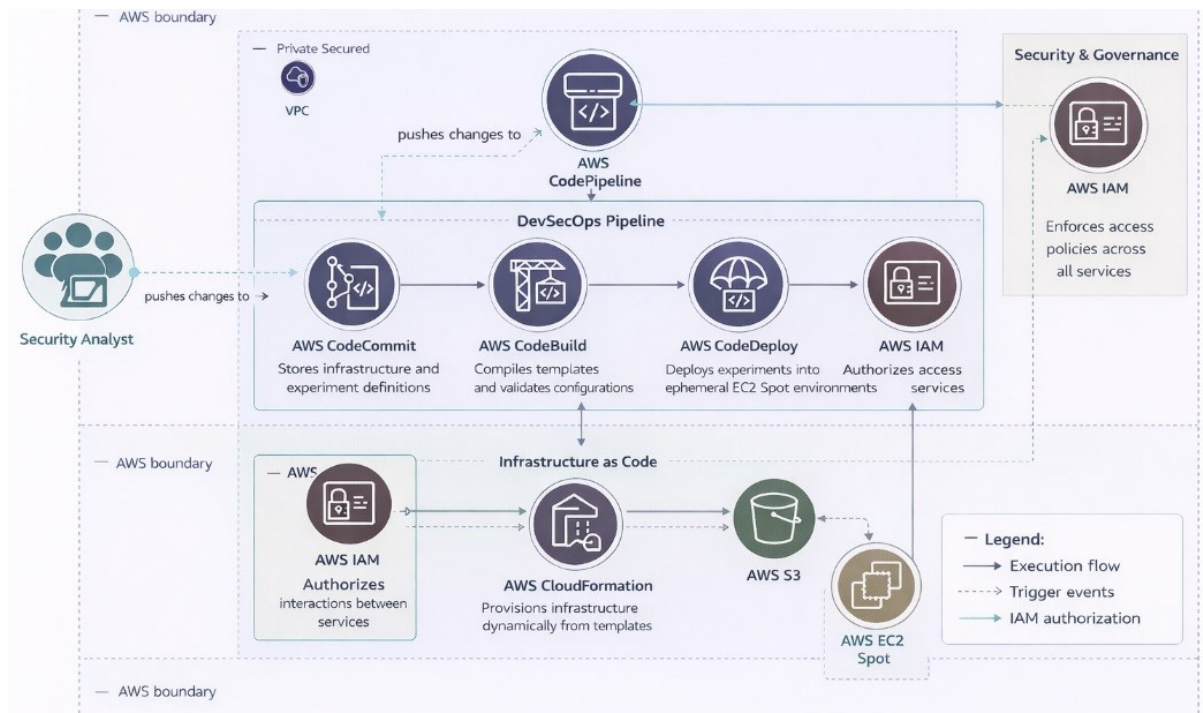 — AWS boundary
— Private Secured
VPC
Security & Governance
pushes changes to
AWS
CodePipeline
AWS IAM
Enforces access
policies across
all services
DevSecOps Pipeline
pushes changes to
Security Analyst
AWS CodeCommit
Stores infrastructure and
experiment definitions
AWS CodeBuild
Compiles templates
and validates configurations
AWS CodeDeploy
Deploys experiments into
ephemeral EC2 Spot environments
AWS IAM
Authorizes access
services
— AWS boundary
Infrastructure as Code
— AWS
AWS IAM
Authorizes
interactions between
services
AWS CloudFormation
Provisions infrastructure
dynamically from templates
AWS S3
AWS EC2
Spot
— Legend:
Execution flow
Trigger events
IAM authorization
— AWS boundary